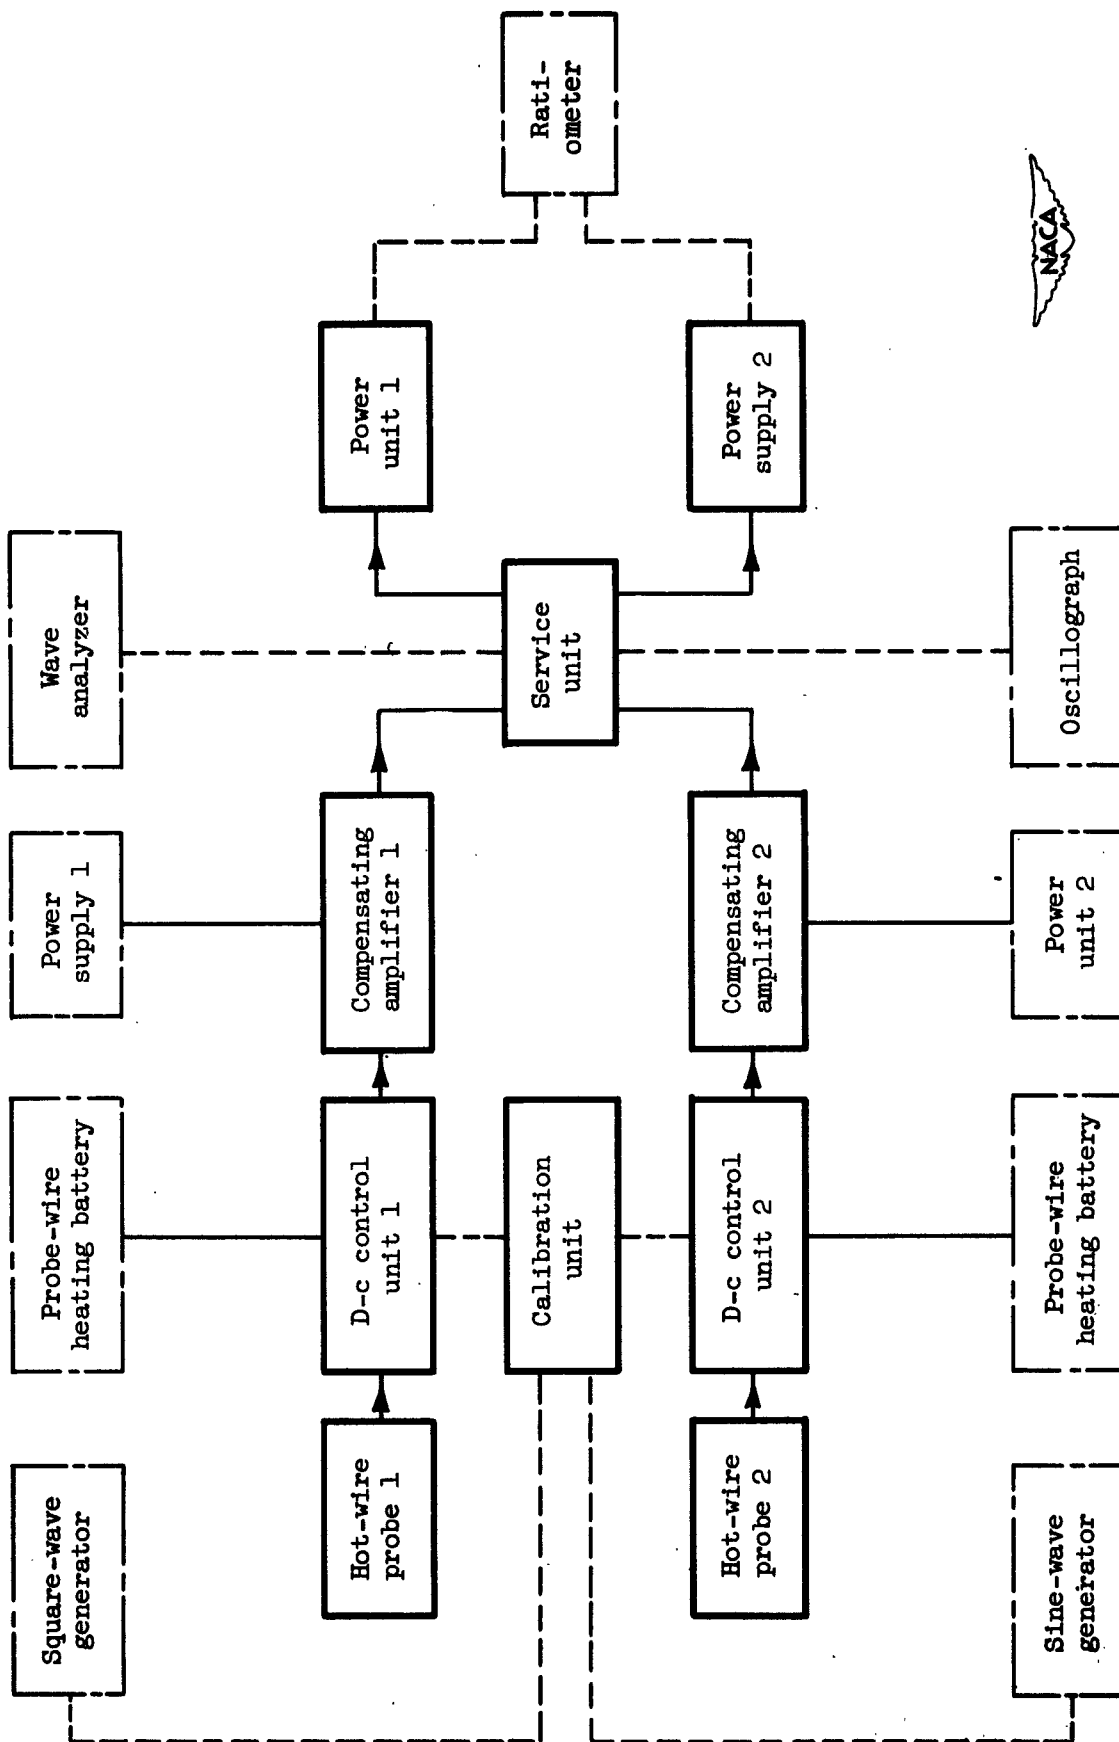 Square-wave
generator
Probe-wire
heating battery
Power
supply 1
Wave
analyzer
Hot-wire
probe 1
D-c control
unit 1
Compensating
amplifier 1
Power
unit 1
Calibration
unit
Service
unit
Rati-
ometer
Hot-wire
probe 2
D-c control
unit 2
Compensating
amplifier 2
Power
supply 2
Sine-wave
generator
Probe-wire
heating battery
Power
unit 2
Oscillograph
NACA